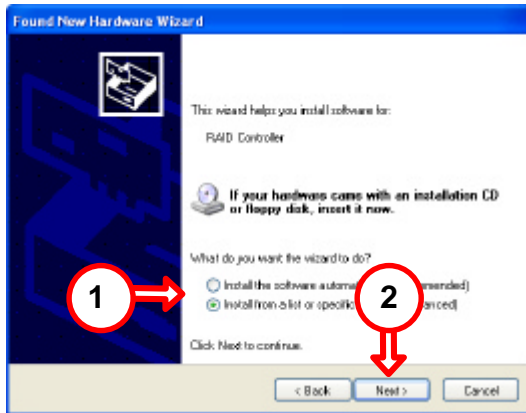 Found New Hardware Wizard
This wizard helps you install software for:
RAID Controller
If your hardware came with an installation CD
or floppy disk, insert it now.
What do you want the wizard to do?
Install the software
Install from a list or
1
2
Click Next to continue.
< Back
Next >
Cancel